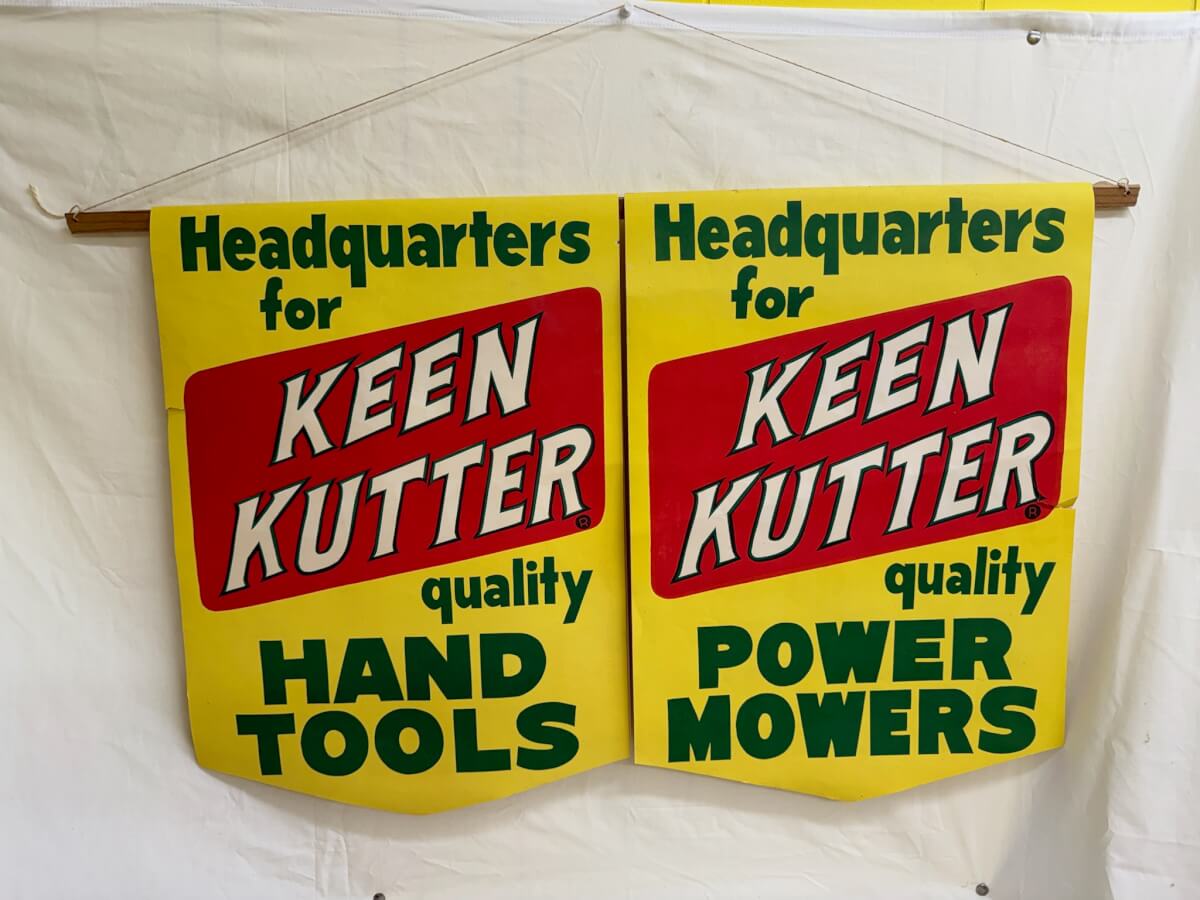 Headquarters
for
KEEN
KUTTER®
quality
HAND
TOOLS
Headquarters
for
KEEN
KUTTER®
quality
POWER
MOWERS